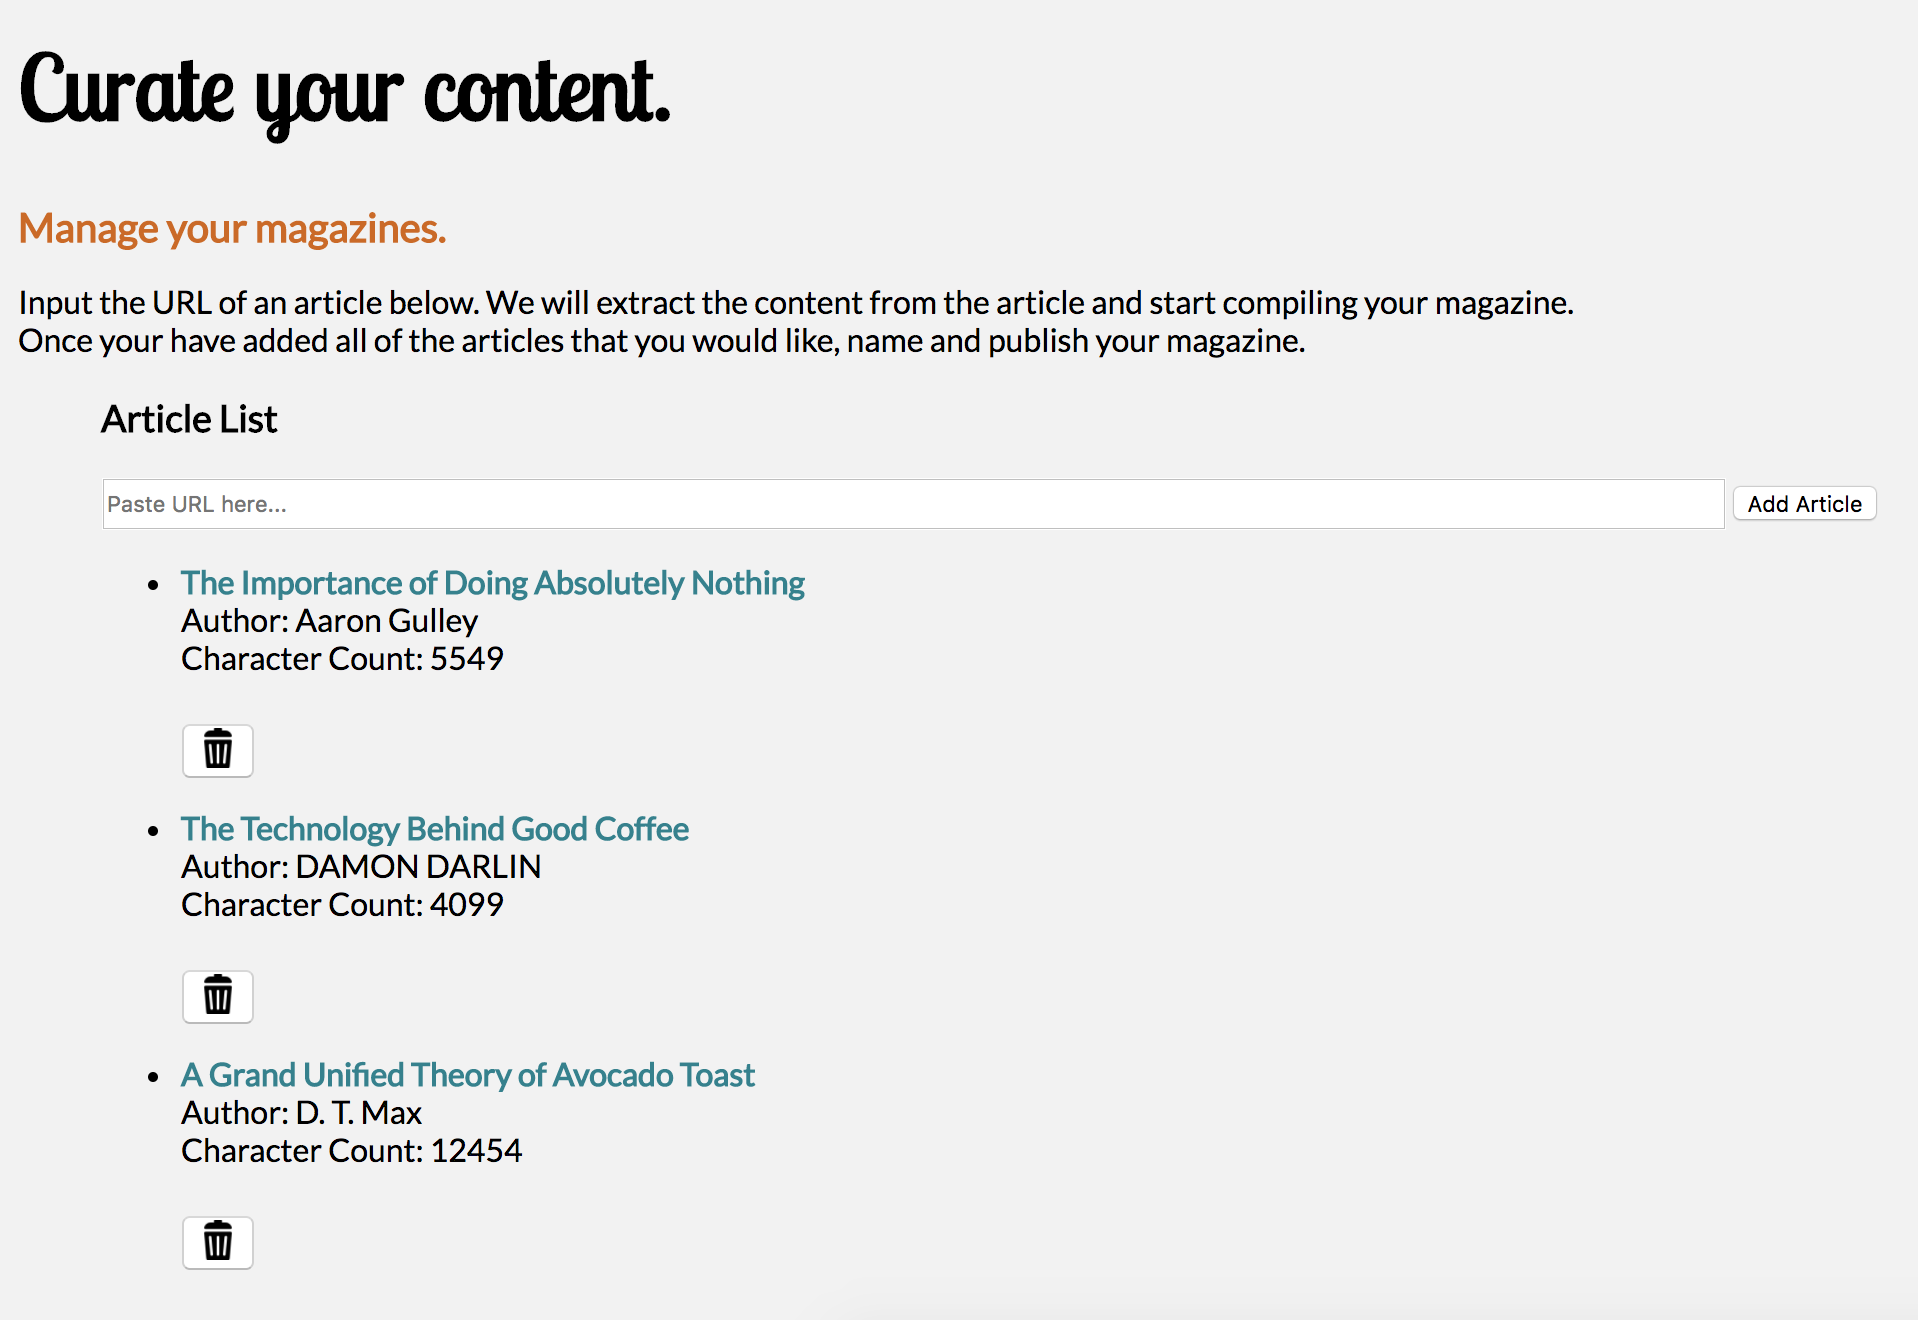 Curate your content.
Manage your magazines.
Input the URL of an article below. We will extract the content from the article and start compiling your magazine.
Once your have added all of the articles that you would like, name and publish your magazine.
Article List
Paste URL here...
Add Article
The Importance of Doing Absolutely Nothing
Author: Aaron Gulley
Character Count: 5549
The Technology Behind Good Coffee
Author: DAMON DARLIN
Character Count: 4099
A Grand Unified Theory of Avocado Toast
Author: D. T. Max
Character Count: 12454